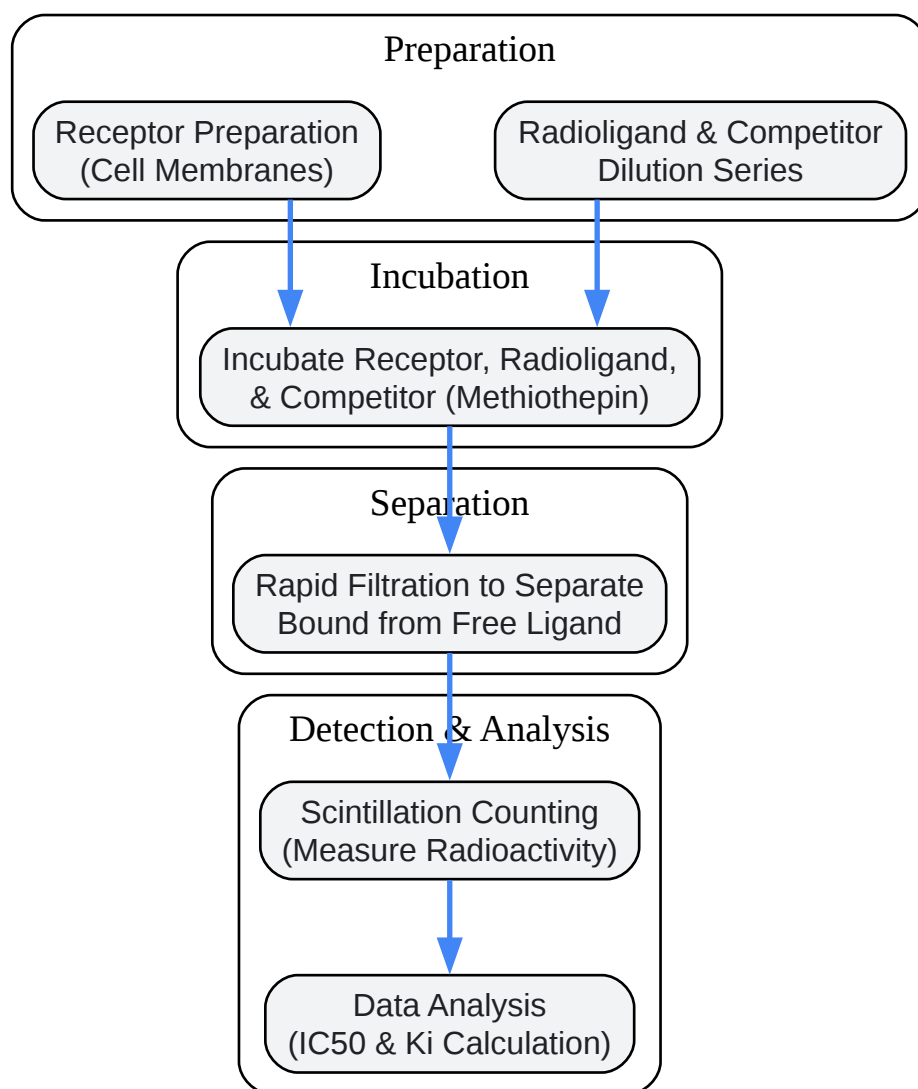 Preparation
Receptor Preparation
(Cell Membranes)
Radioligand & Competitor
Dilution Series
Incubation
Incubate Receptor, Radioligand,
& Competitor (Methiothepin)
Separation
Rapid Filtration to Separate
Bound from Free Ligand
Detection & Analysis
Scintillation Counting
(Measure Radioactivity)
Data Analysis
(IC50 & Ki Calculation)